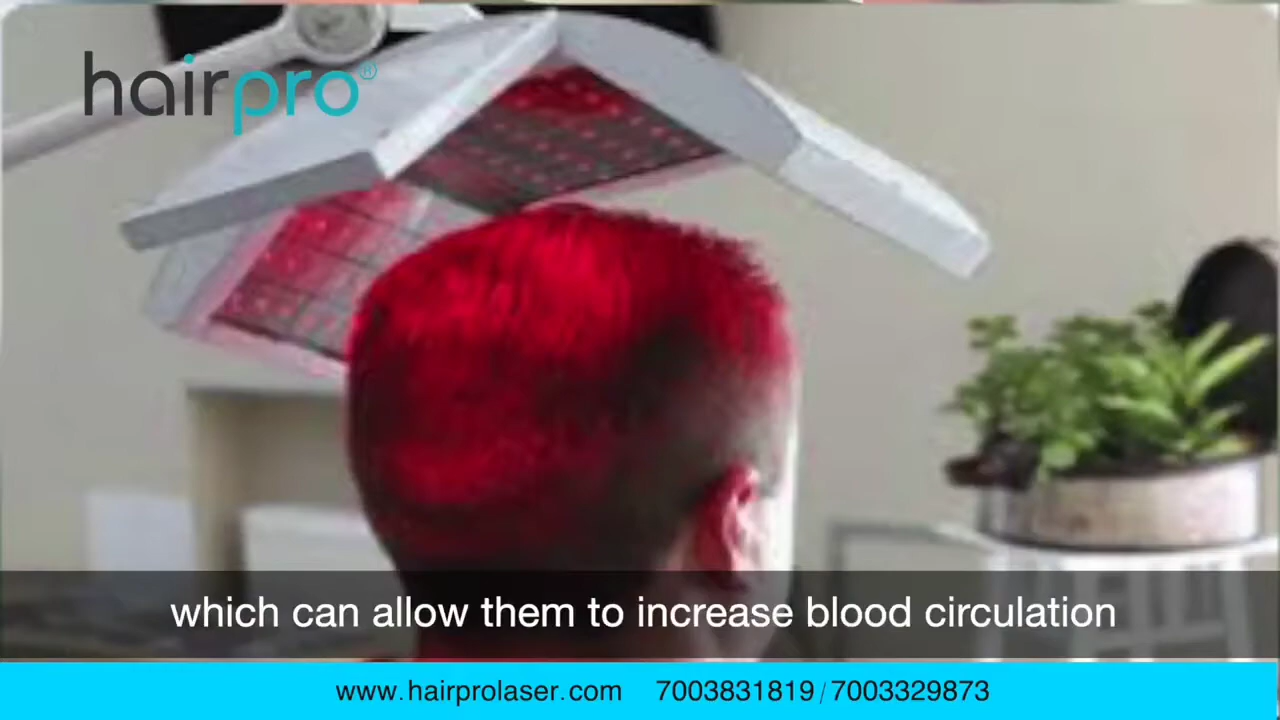 hairpro®
which can allow them to increase blood circulation
www.hairprolaser.com 7003831819 / 7003329873